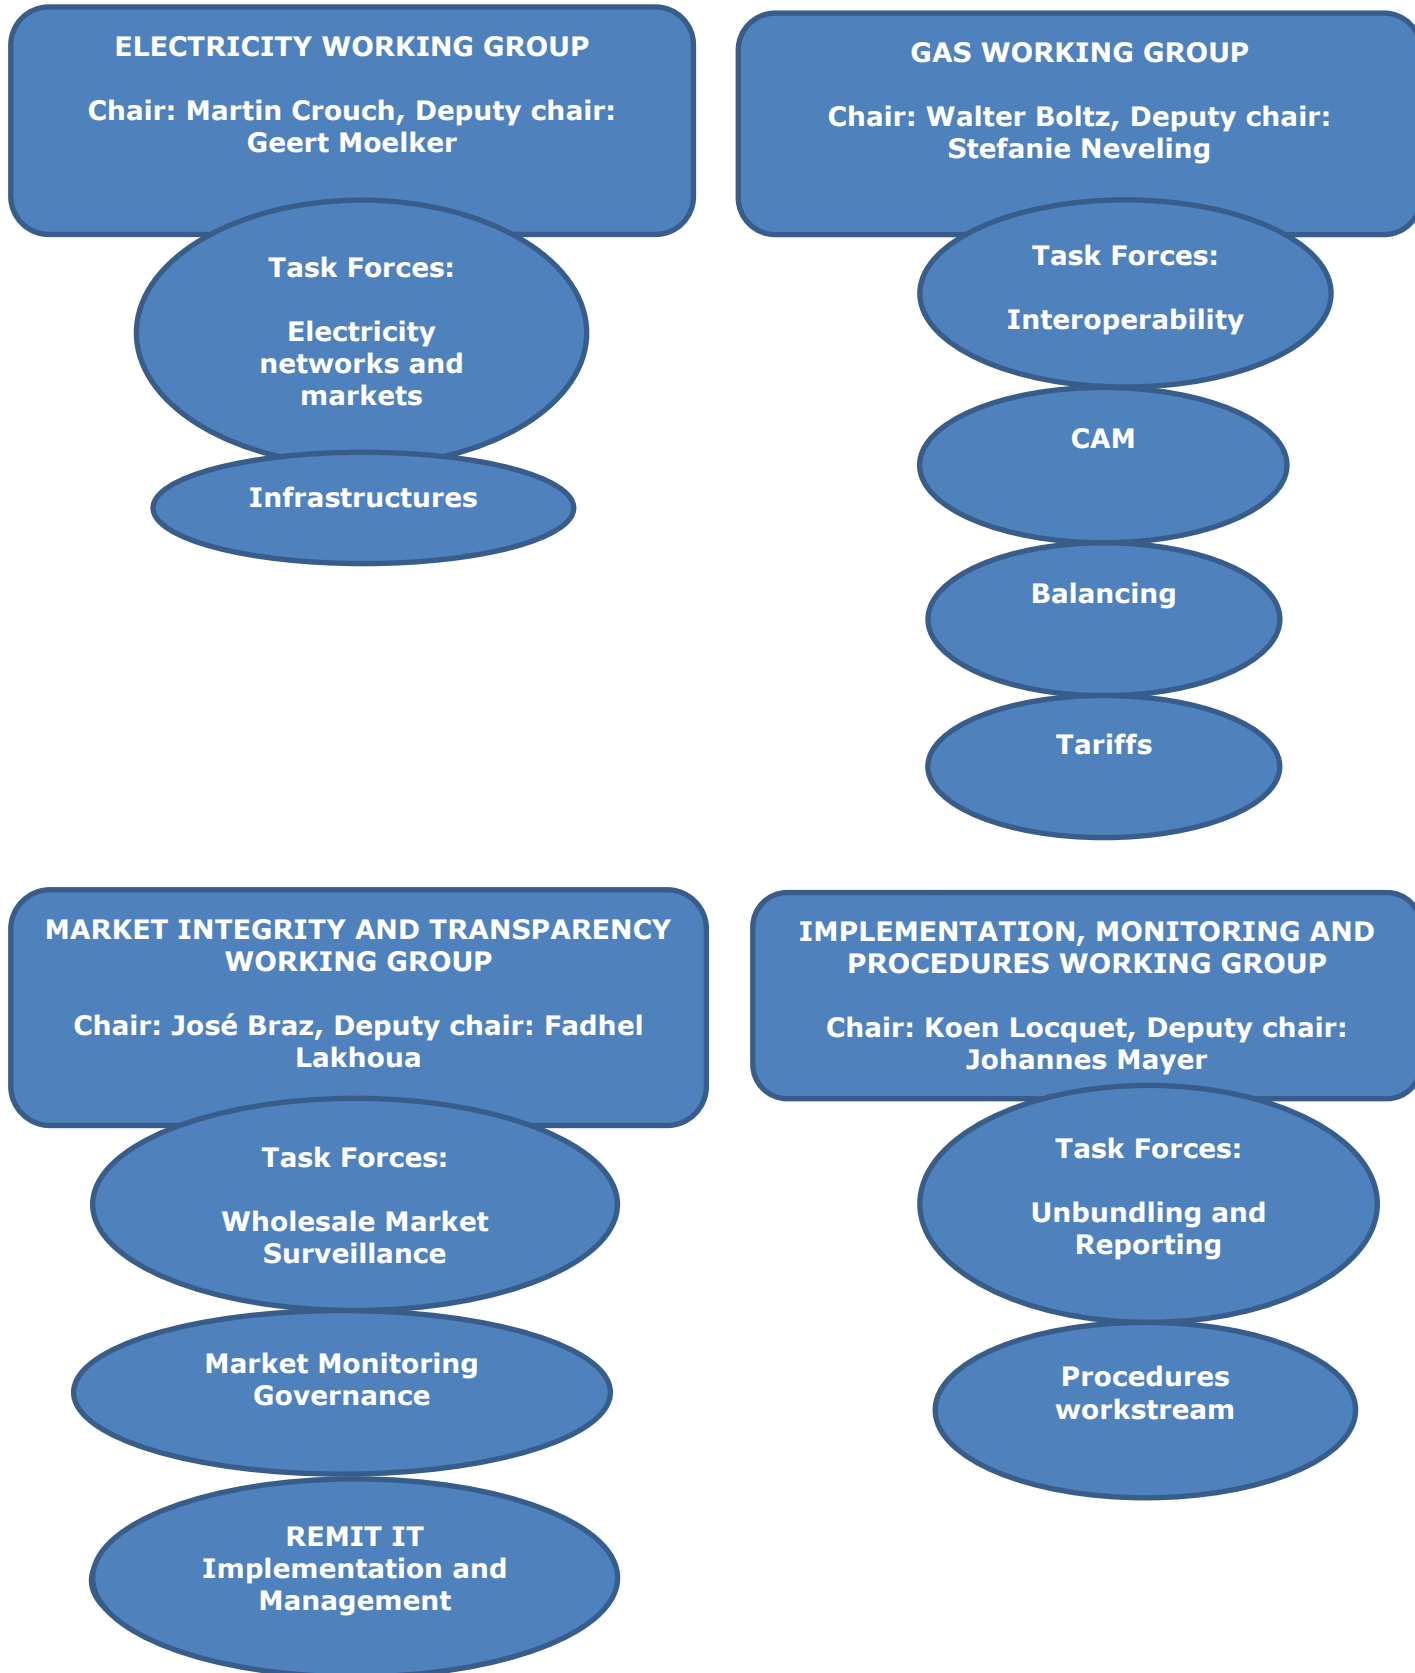 ELECTRICITY WORKING GROUP
Chair: Martin Crouch, Deputy chair:
Geert Moelker
Task Forces:
Electricity
networks and
markets
Infrastructures
GAS WORKING GROUP
Chair: Walter Boltz, Deputy chair:
Stefanie Neveling
Task Forces:
Interoperability
CAM
Balancing
Tariffs
MARKET INTEGRITY AND TRANSPARENCY
WORKING GROUP
Chair: José Braz, Deputy chair: Fadhel
Lakhoua
Task Forces:
Wholesale Market
Surveillance
Market Monitoring
Governance
REMIT IT
Implementation and
Management
IMPLEMENTATION, MONITORING AND
PROCEDURES WORKING GROUP
Chair: Koen Locquet, Deputy chair:
Johannes Mayer
Task Forces:
Unbundling and
Reporting
Procedures
workstream